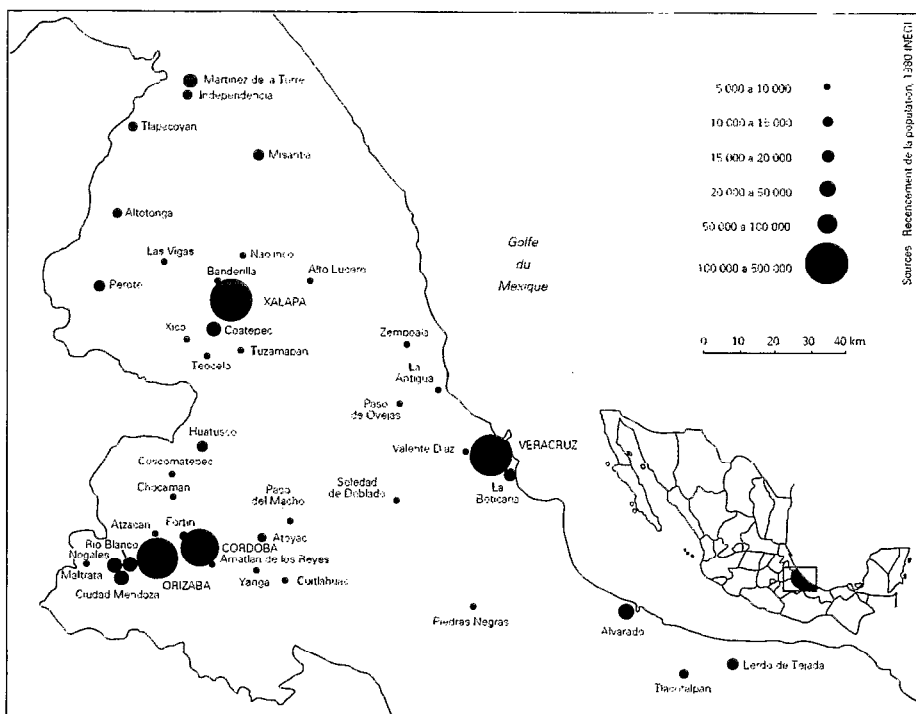 Martinez de la Torre
Independencia
Tlapacoyan
Misantla
Altotonga
Las Vigas
Naolinco
Banderilla
Alto Lucero
Perote
XALAPA
Xico
Coatepec
Teocelo
Tuzamapan
Zempoala
La
Antigua
Paso
de Ovejas
Golfe
du
Mexique
Huatusco
Coscomatepec
Chocaman
Valente Diaz
VERACRUZ
La
Boticaria
Soledad
de Doblado
Paso
del Macho
Atzacan
Fortin
Atoyac
Rio Blanco
Nogales
CORDOBA
Amatlan de los Reyes
Maltrata
ORIZABA
Yanga
Cuitlahuac
Ciudad Mendoza
Piedras Negras
Alvarado
Lerdo de Tejada
Tlacotalpan
5 000 a 10 000
10 000 a 15 000
15 000 a 20 000
20 000 a 50 000
50 000 a 100 000
100 000 a 500 000
0 20 40 km
Sources Recencement de la population, 1980 INEGI